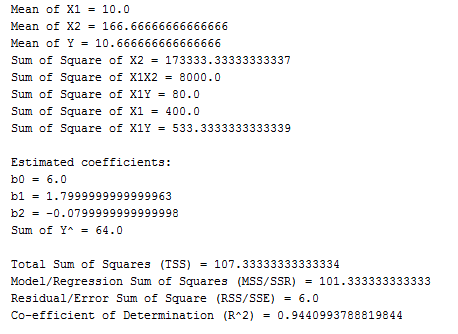 Mean of X1 = 10.0
Mean of X2 = 166.66666666666666
Mean of Y = 10.666666666666666
Sum of Square of X2 = 173333.33333333337
Sum of Square of X1X2 = 8000.0
Sum of Square of X1Y = 80.0
Sum of Square of X1 = 400.0
Sum of Square of X1Y = 533.3333333333339
Estimated coefficients:
b0 = 6.0
b1 = 1.7999999999999963
b2 = -0.0799999999999998
Sum of Y^ = 64.0
Total Sum of Squares (TSS) = 107.33333333333334
Model/Regression Sum of Squares (MSS/SSR) = 101.333333333333
Residual/Error Sum of Square (RSS/SSE) = 6.0
Co-efficient of Determination (R^2) = 0.9440993788819844